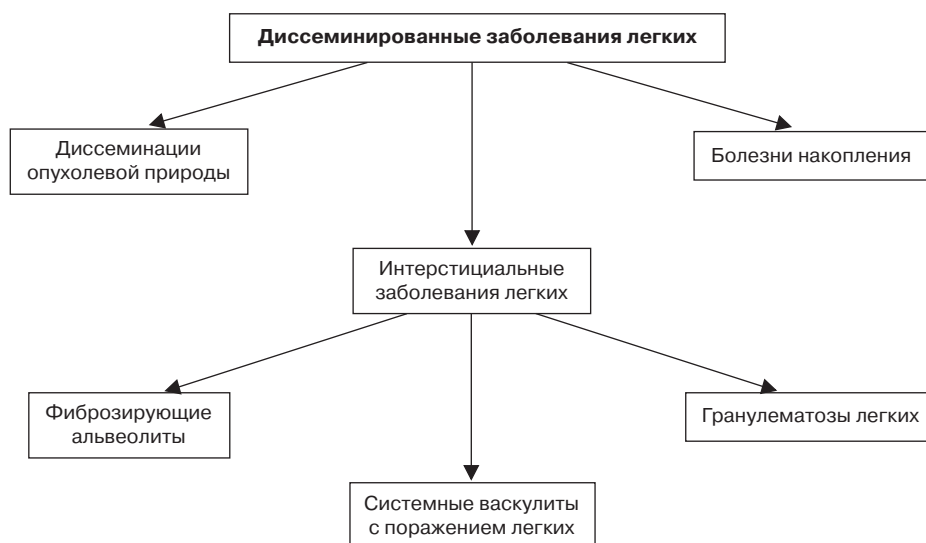 Диссеминированные заболевания легких
Диссеминации
опухолевой природы
Болезни накопления
Интерстициальные
заболевания легких
Фиброзирующие
альвеолиты
Гранулематозы легких
Системные васкулиты
с поражением легких